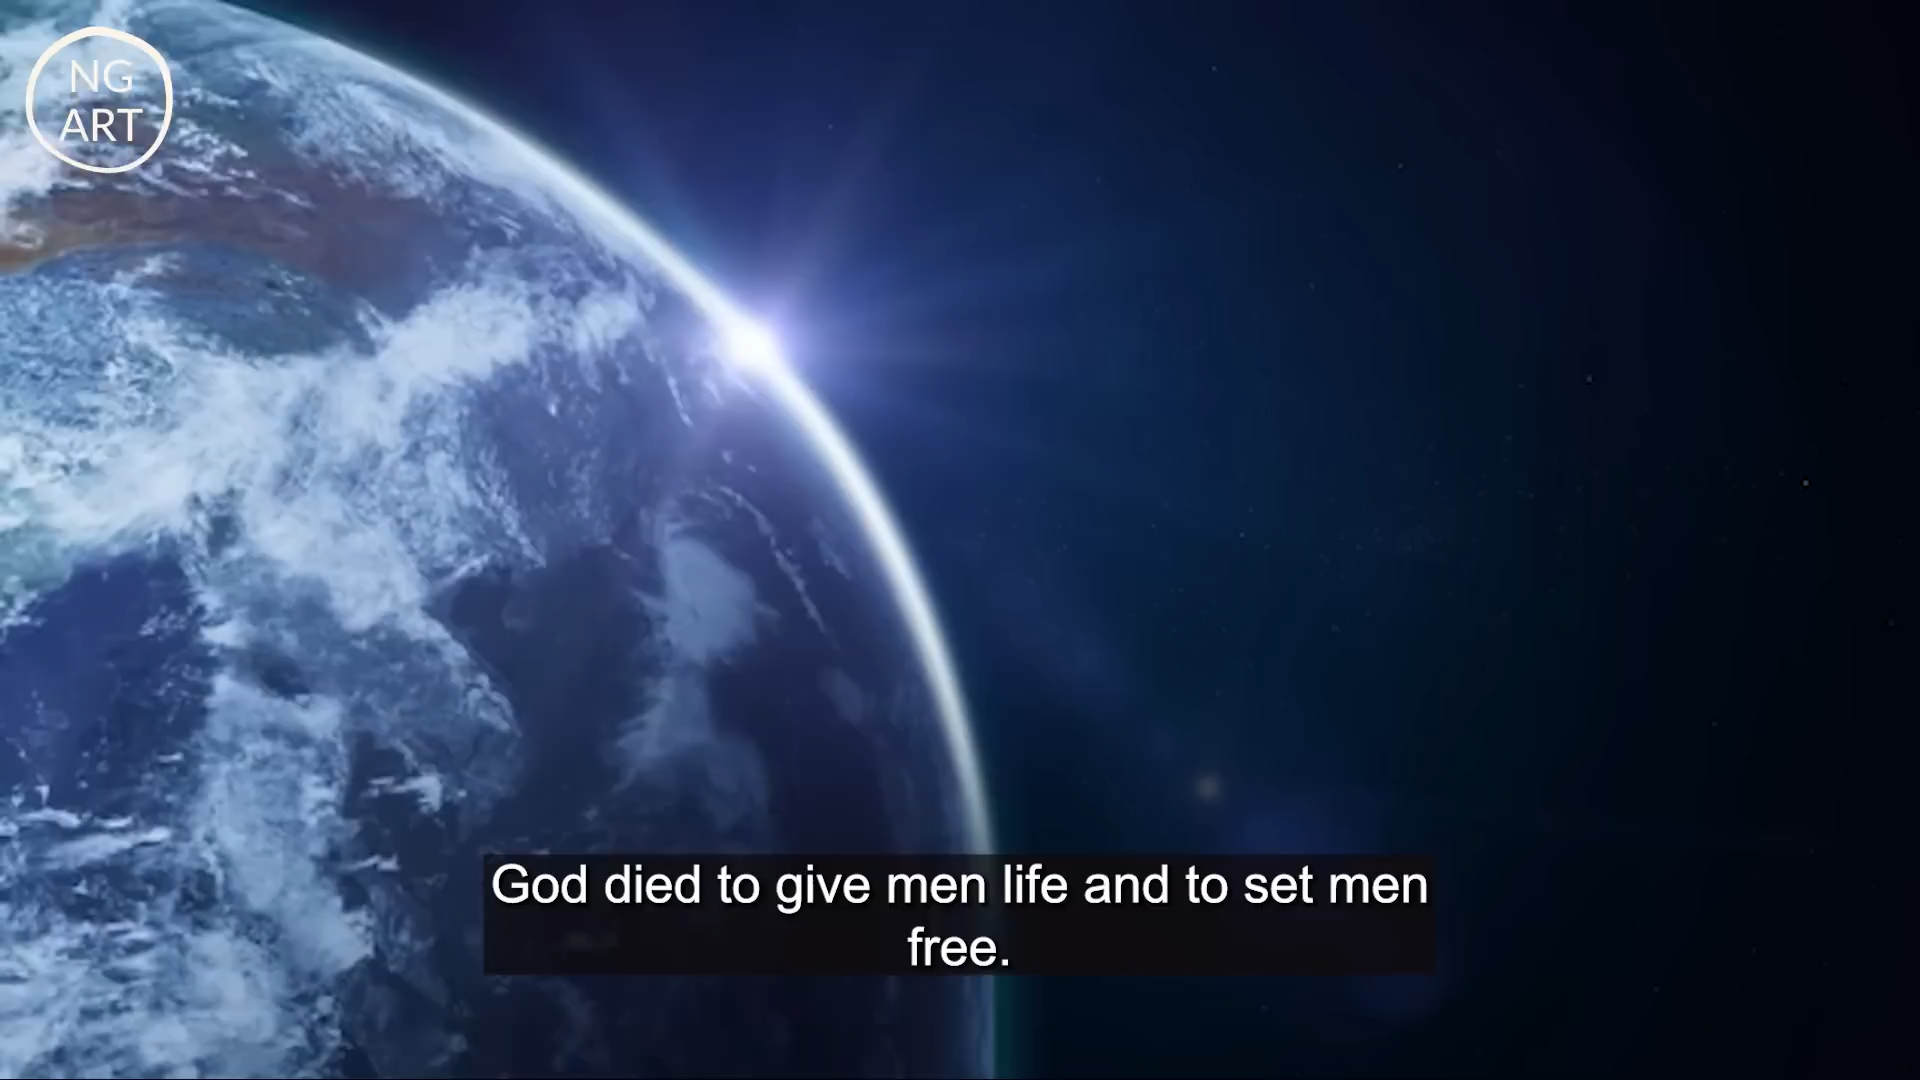 NG
ART
God died to give men life and to set men
free.